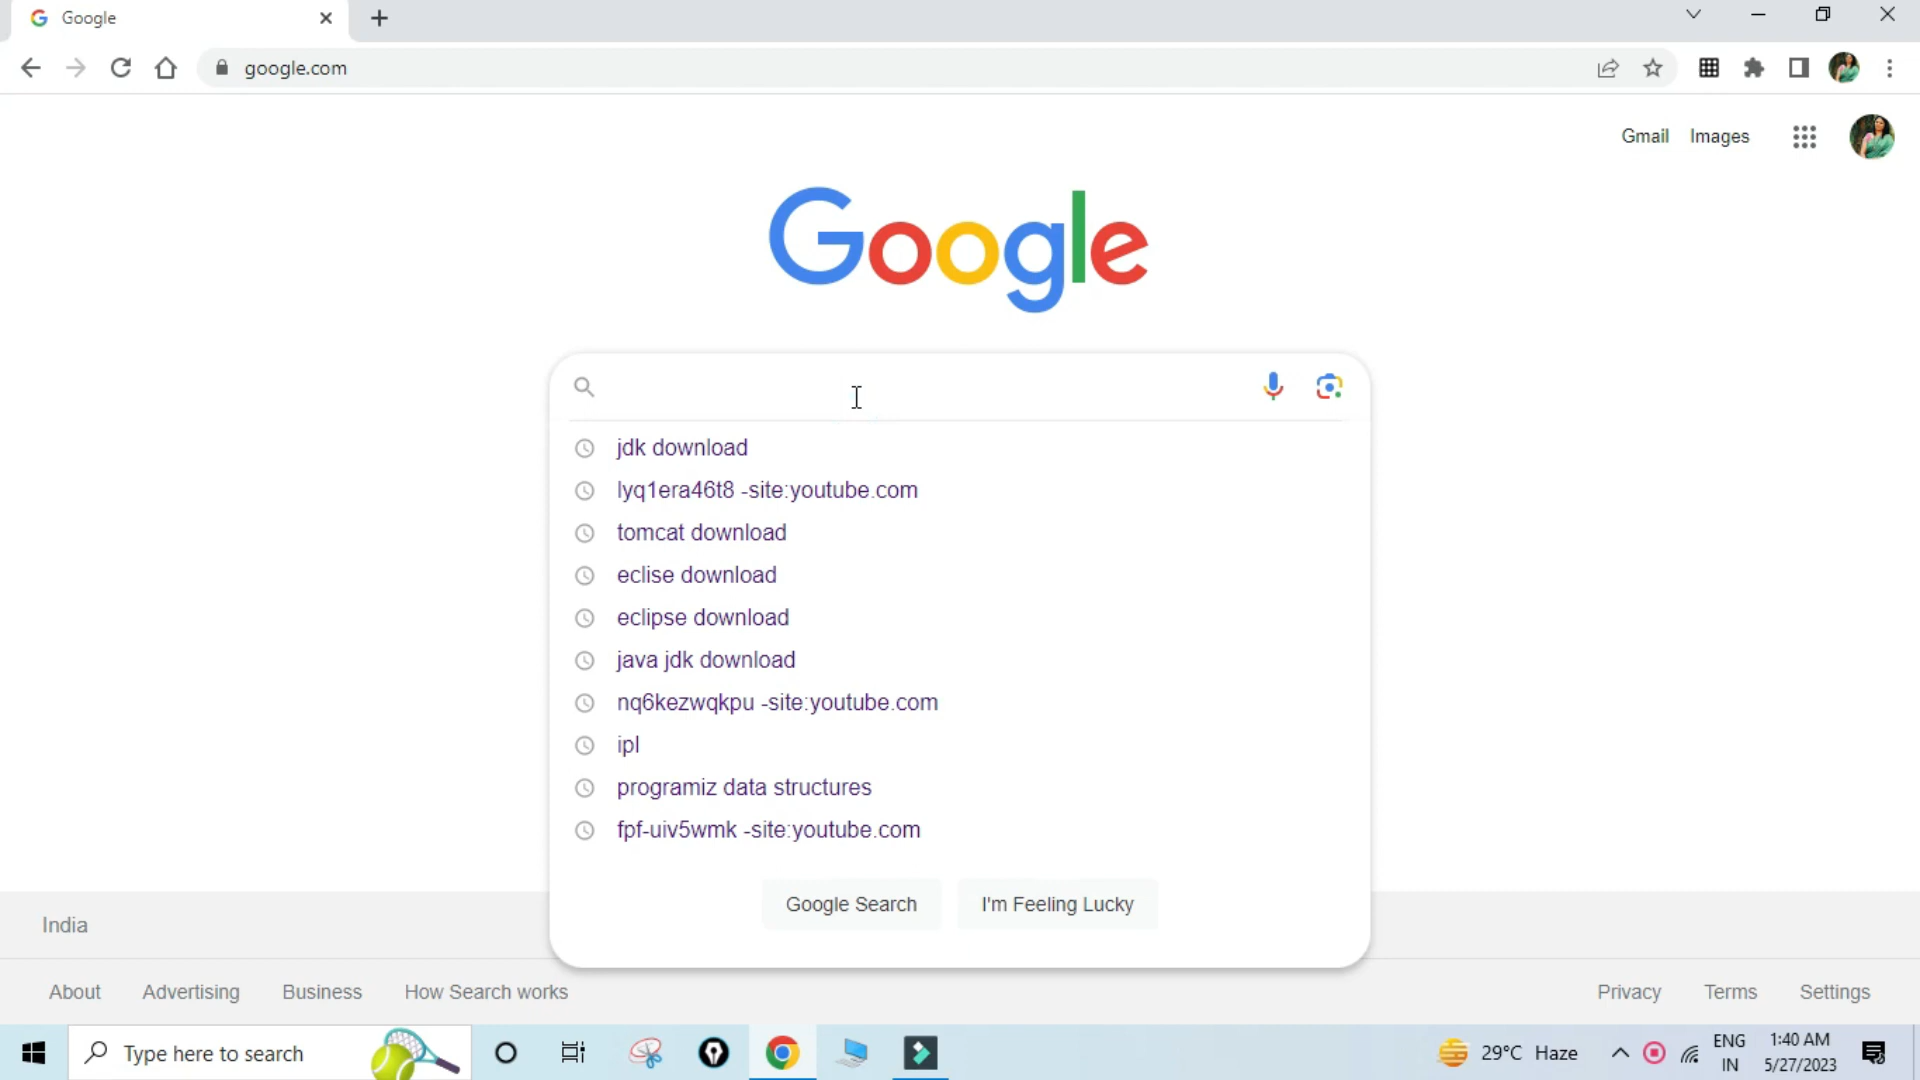 Google
google.com
Gmail Images
Google
jdk download
lyq1era46t8 -site:youtube.com
tomcat download
eclise download
eclipse download
java jdk download
nq6kezwqkpu -site:youtube.com
ipl
programiz data structures
fpf-uiv5wmk -site:youtube.com
Google Search I'm Feeling Lucky
India
About Advertising Business How Search works Privacy Terms Settings
Type here to search 29°C Haze ENG 1:40 AM
IN 5/27/2023